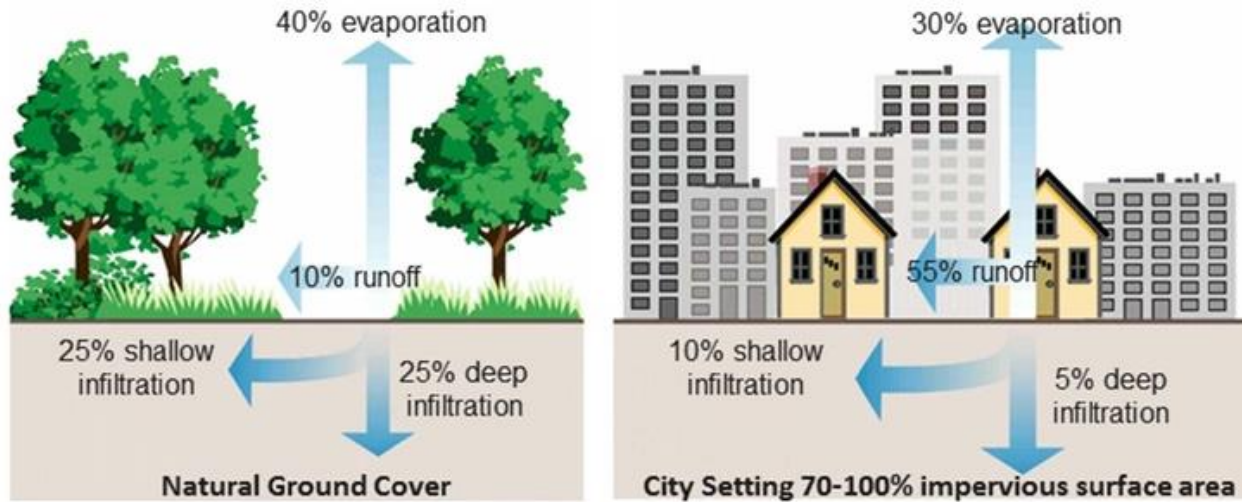 40% evaporation
10% runoff
25% shallow
infiltration
25% deep
infiltration
Natural Ground Cover
30% evaporation
55% runoff
10% shallow
infiltration
5% deep
infiltration
City Setting 70-100% impervious surface area